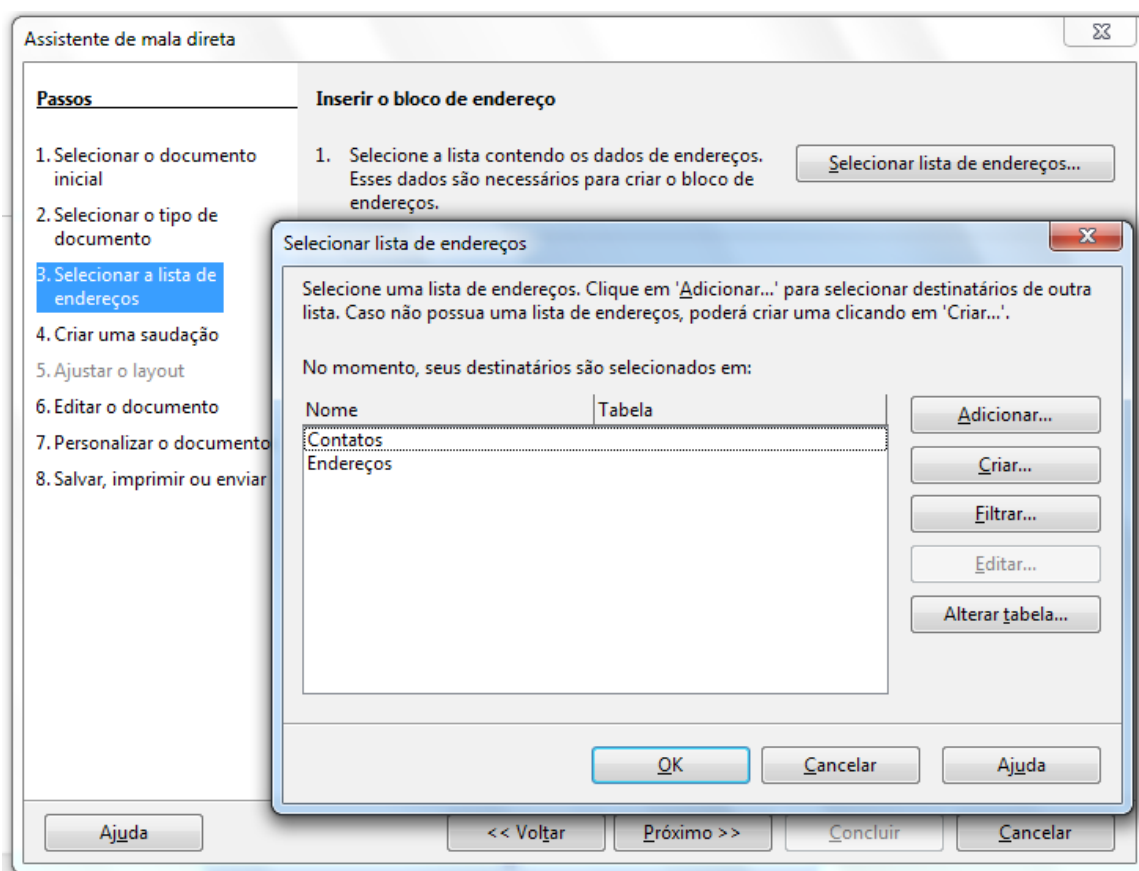 Assistente de mala direta
Passos
1. Selecionar o documento
inicial
2. Selecionar o tipo de
documento
3. Selecionar a lista de
endereços
4. Criar uma saudação
5. Ajustar o layout
6. Editar o documento
7. Personalizar o documento
8. Salvar, imprimir ou enviar
Inserir o bloco de endereço
1. Selecione a lista contendo os dados de endereços.
Esses dados são necessários para criar o bloco de
endereços.
Selecionar lista de endereços...
Selecionar lista de endereços
Selecione uma lista de endereços. Clique em 'Adicionar...' para selecionar destinatários de outra
lista. Caso não possua uma lista de endereços, poderá criar uma clicando em 'Criar...'.
No momento, seus destinatários são selecionados em:
Nome Tabela
Contatos
Endereços
Adicionar...
Criar...
Filtrar...
Editar...
Alterar tabela...
OK Cancelar Ajuda
Ajuda << Voltar Próximo >> Concluir Cancelar